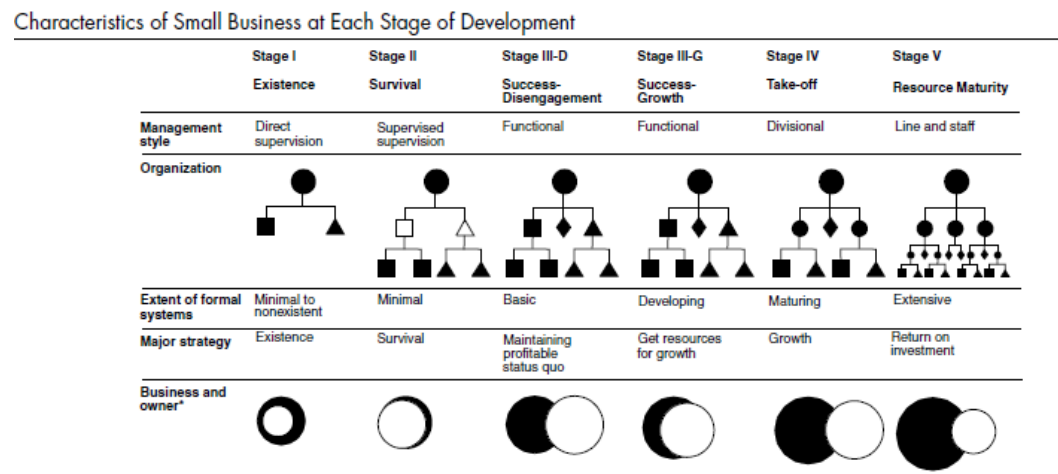 Characteristics of Small Business at Each Stage of Development
Stage I
Stage II
Stage III-D
Stage III-G
Stage IV
Stage V
Existence
Survival
Success-
Disengagement
Success-
Growth
Take-off
Resource Maturity
Management
style
Direct
supervision
Supervised
supervision
Functional
Functional
Divisional
Line and staff
Organization
Extent of formal
systems
Minimal to
nonexistent
Minimal
Basic
Developing
Maturing
Extensive
Major strategy
Existence
Survival
Maintaining
profitable
status quo
Get resources
for growth
Growth
Return on
investment
Business and
owner*